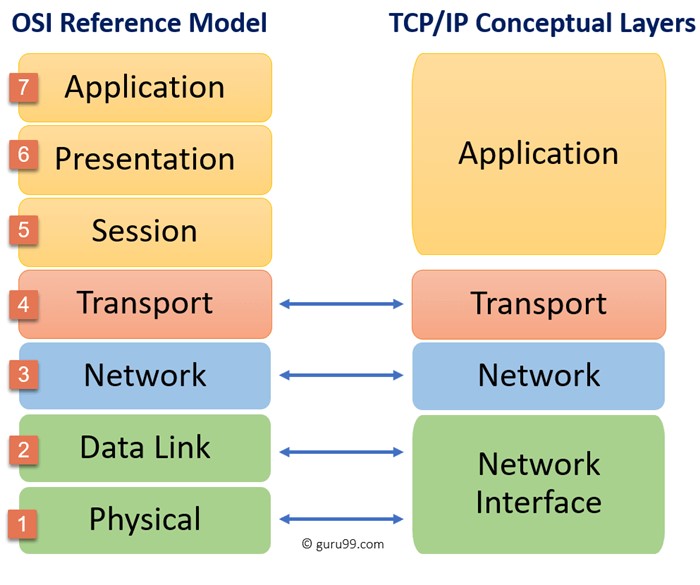 OSI Reference Model
TCP/IP Conceptual Layers
7
Application
6
Presentation
5
Session
4
Transport
3
Network
2
Data Link
1
Physical
Application
Transport
Network
Network
Interface
© guru99.com